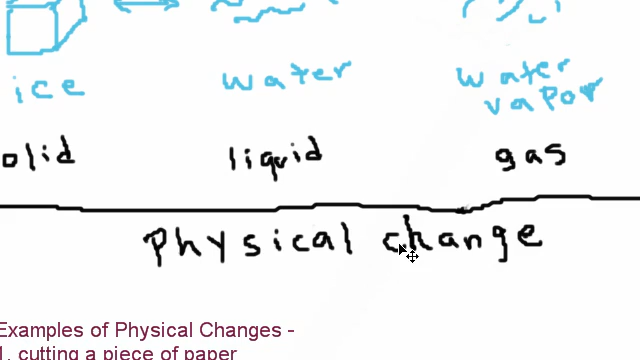 ice water water
vapor
olid liquid gas
Physical change
Examples of Physical Changes -
1. cutting a piece of paper